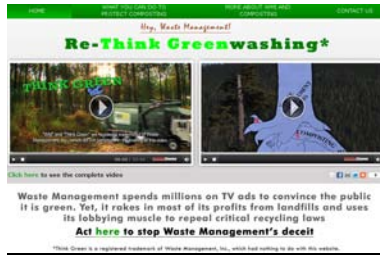 HOME
WHAT YOU CAN DO TO
PROTECT COMPOSTING
MORE ABOUT WME AND
COMPOSTING
CONTACT US
Hey, Waste Management!
Re-Think Greenwashing*
THINK GREEN
COMPOSTING
Click here to see the complete video
Waste Management spends millions on TV ads to convince the public
it is green. Yet, it rakes in most of its profits from landfills and uses
its lobbying muscle to repeal critical recycling laws
Act here to stop Waste Management's deceit
*Think Green is a registered trademark of Waste Management, Inc., which had nothing to do with this website.